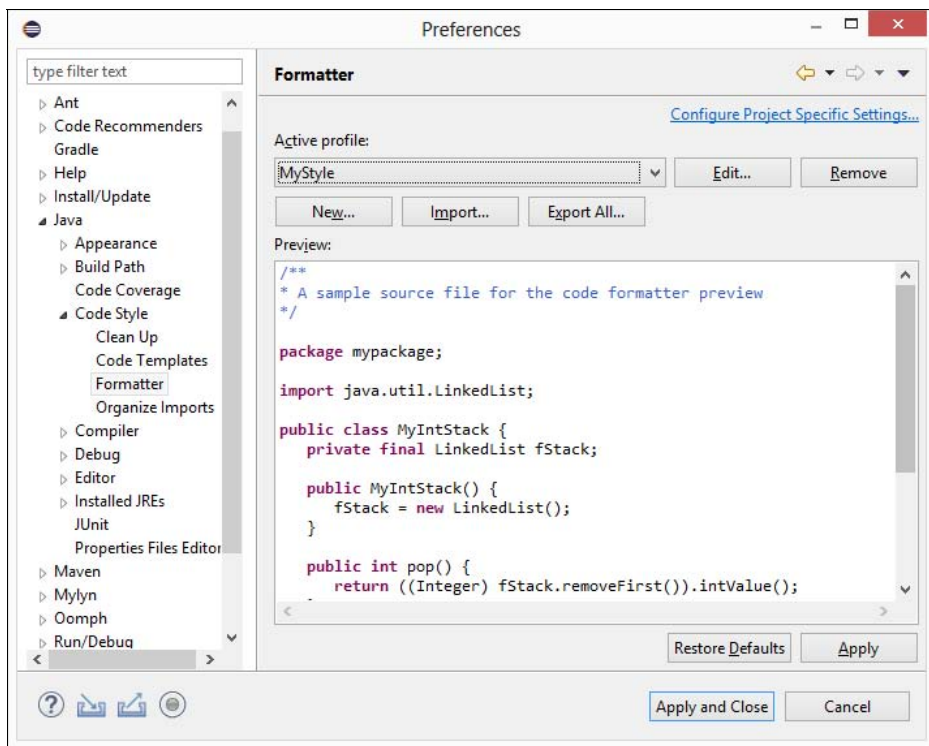 Preferences
type filter text
Ant
Code Recommenders
Gradle
Help
Install/Update
Java
Appearance
Build Path
Code Coverage
Code Style
Clean Up
Code Templates
Formatter
Organize Imports
Compiler
Debug
Editor
Installed JREs
JUnit
Properties Files Editor
Maven
Mylyn
Oomph
Run/Debug
Formatter
Configure Project Specific Settings...
Active profile:
MyStyle
Edit...
Remove
New...
Import...
Export All...
Preview:
/**
* A sample source file for the code formatter preview
*/
package mypackage;
import java.util.LinkedList;
public class MyIntStack {
private final LinkedList fStack;
public MyIntStack() {
fStack = new LinkedList();
}
public int pop() {
return ((Integer) fStack.removeFirst()).intValue();
Restore Defaults
Apply
?
Apply and Close
Cancel